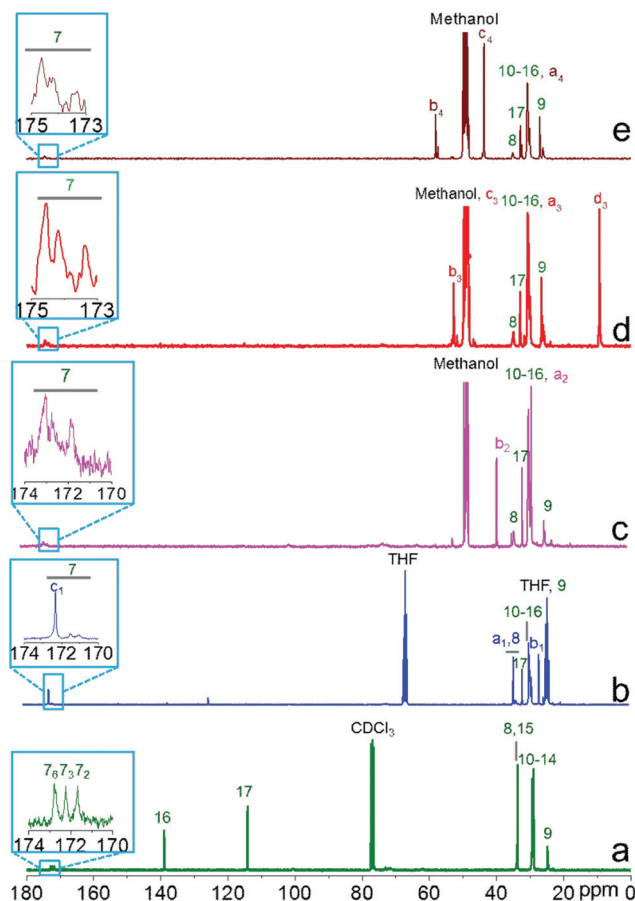 Methanol
7
c₄
10-16, a₄
b₄
17
9
8
175 173
e
7
Methanol, c₃
10-16, a₃
d₃
b₃
17
9
8
175 173
d
7
Methanol
10-16, a₂
b₂
17
8
9
174 172 170
c
7
c₁
THF
THF, 9
10-16
a₁,8
17
b₁
174 172 170
b
CDCl₃
8,15
7₆7₃7₂
10-14
17
16
9
174 172 170
a
180 160 140 120 100 80 60 40 20 ppm 0